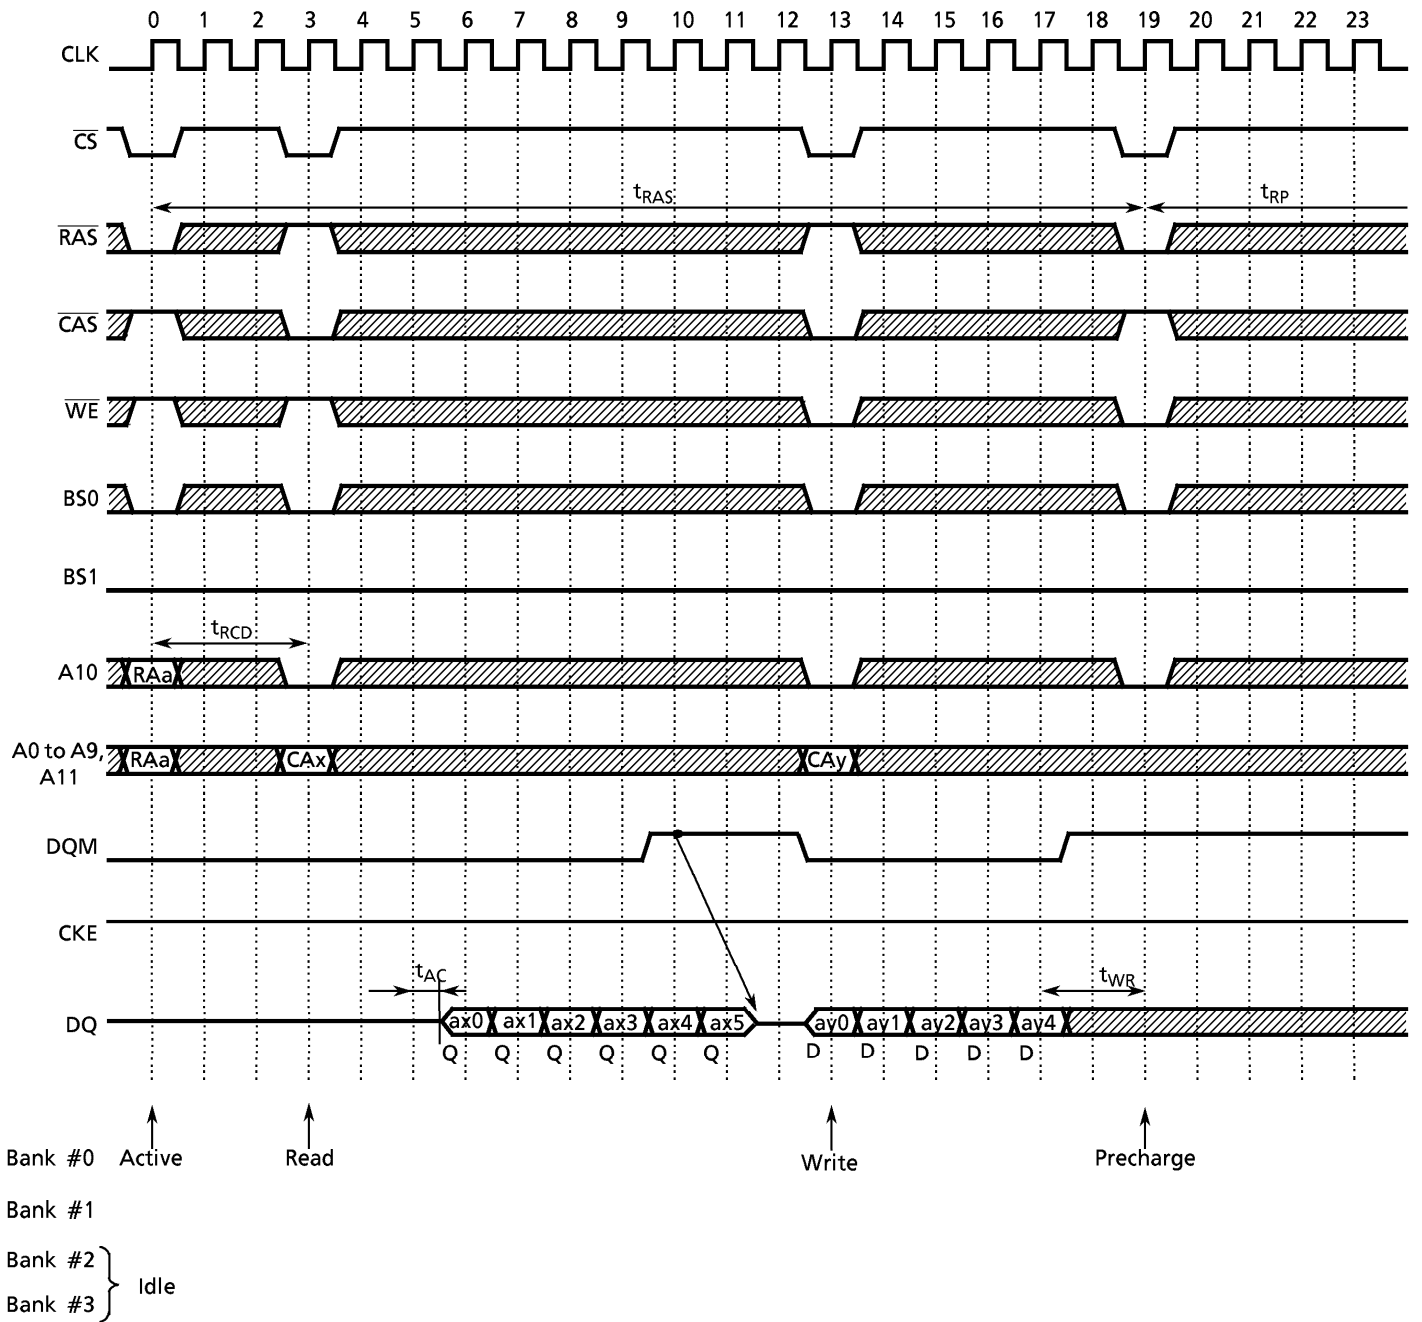 0 1 2 3 4 5 6 7 8 9 10 11 12 13 14 15 16 17 18 19 20 21 22 23
CLK
CS
tRAS tRP
RAS
CAS
WE
BS0
BS1
tRCD
A10 RAa
A0 to A9, RAa CAx CAy
A11
DQM
CKE
tAC tWR
DQ ax0 ax1 ax2 ax3 ax4 ax5 ay0 ay1 ay2 ay3 ay4
Q Q Q Q Q Q D D D D D
Bank #0 Active Read Write Precharge
Bank #1
Bank #2
Idle
Bank #3